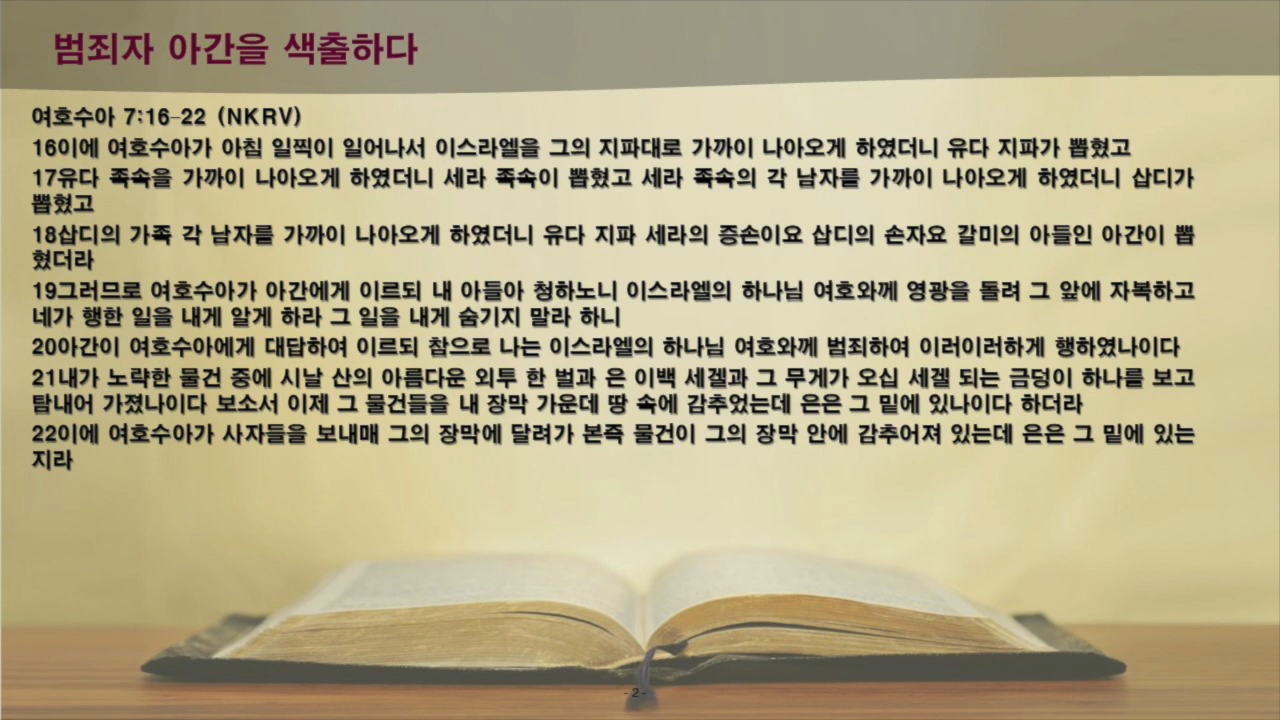 범죄자 아간을 색출하다
여호수아 7:16-22 (NKRV)
16이에 여호수아가 아침 일찍이 일어나서 이스라엘을 그의 지파대로 가까이 나아오게 하였더니 유다 지파가 뽑혔고
17유다 족속을 가까이 나아오게 하였더니 세라 족속이 뽑혔고 세라 족속의 각 남자를 가까이 나아오게 하였더니 삽디가
뽑혔고
18삽디의 가족 각 남자를 가까이 나아오게 하였더니 유다 지파 세라의 증손이요 삽디의 손자요 갈미의 아들인 아간이 뽑
혔더라
19그러므로 여호수아가 아간에게 이르되 내 아들아 청하노니 이스라엘의 하나님 여호와께 영광을 돌려 그 앞에 자복하고
네가 행한 일을 내게 알게 하라 그 일을 내게 숨기지 말라 하니
20아간이 여호수아에게 대답하여 이르되 참으로 나는 이스라엘의 하나님 여호와께 범죄하여 이러이러하게 행하였나이다
21내가 노략한 물건 중에 시날 산의 아름다운 외투 한 벌과 은 이백 세겔과 그 무게가 오십 세겔 되는 금덩이 하나를 보고
탐내어 가졌나이다 보소서 이제 그 물건들을 내 장막 가운데 땅 속에 감추었는데 은은 그 밑에 있나이다 하더라
22이에 여호수아가 사자들을 보내매 그의 장막에 달려가 본즉 물건이 그의 장막 안에 감추어져 있는데 은은 그 밑에 있는
지라
- 2 -